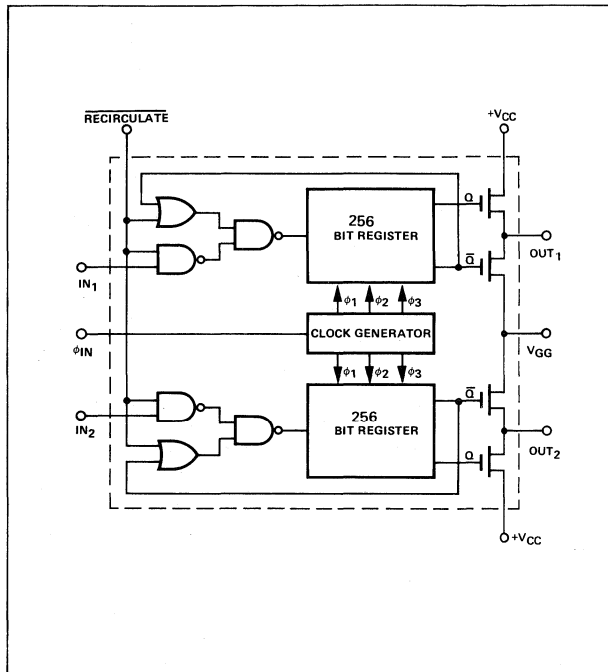 +VCC
RECIRCULATE
Q
256
BIT REGISTER
Q̅
OUT1
IN1
ϕ1 ϕ2 ϕ3
ϕIN
CLOCK GENERATOR
VGG
ϕ1 ϕ2 ϕ3
Q̅
IN2
256
BIT REGISTER
OUT2
Q
+VCC